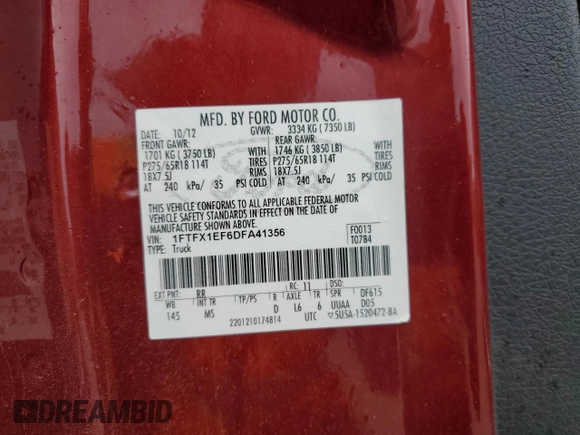 MFD. BY FORD MOTOR CO.
DATE: 10/12 GVWR: 3334 KG ( 7350 LB)
FRONT GAWR: REAR GAWR:
1701 KG ( 3750 LB) 1746 KG ( 3850 LB)
P275/65R18 114T TIRES P275/65R18 114T TIRES
18X7.5J RIMS 18X7.5J RIMS
AT 240 kPa/ 35 PSI COLD AT 240 kPa/ 35 PSI COLD
THIS VEHICLE CONFORMS TO ALL APPLICABLE FEDERAL MOTOR
VEHICLE SAFETY STANDARDS IN EFFECT ON THE DATE OF
MANUFACTURE SHOWN ABOVE.
VIN: 1FTFX1EF6DFA41356 F0013
TYPE: Truck T0784
EXT PNT: RR RC: 11 DSO:
WB INT TR TP/PS R AXLE TR SPR DF615
145 MS D L6 6 UUAA D05
2201210174814 UTC ▽5U5A-1520472-BA
DREAMBID